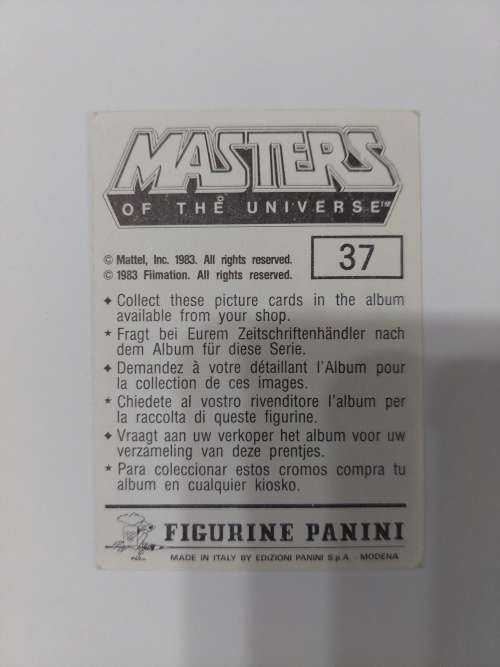 MASTERS
OF THE UNIVERSE™
© Mattel, Inc. 1983. All rights reserved.
© 1983 Filmation. All rights reserved.
37
◆ Collect these picture cards in the album
available from your shop.
★ Fragt bei Eurem Zeitschriftenhändler nach
dem Album für diese Serie.
◆ Demandez à votre détaillant l'Album pour
la collection de ces images.
★ Chiedete al vostro rivenditore l'album per
la raccolta di queste figurine.
◆ Vraagt aan uw verkoper het album voor uw
verzameling van deze prentjes.
★ Para coleccionar estos cromos compra tu
album en cualquier kiosko.
FIGURINE PANINI
MADE IN ITALY BY EDIZIONI PANINI S.p.A. - MODENA